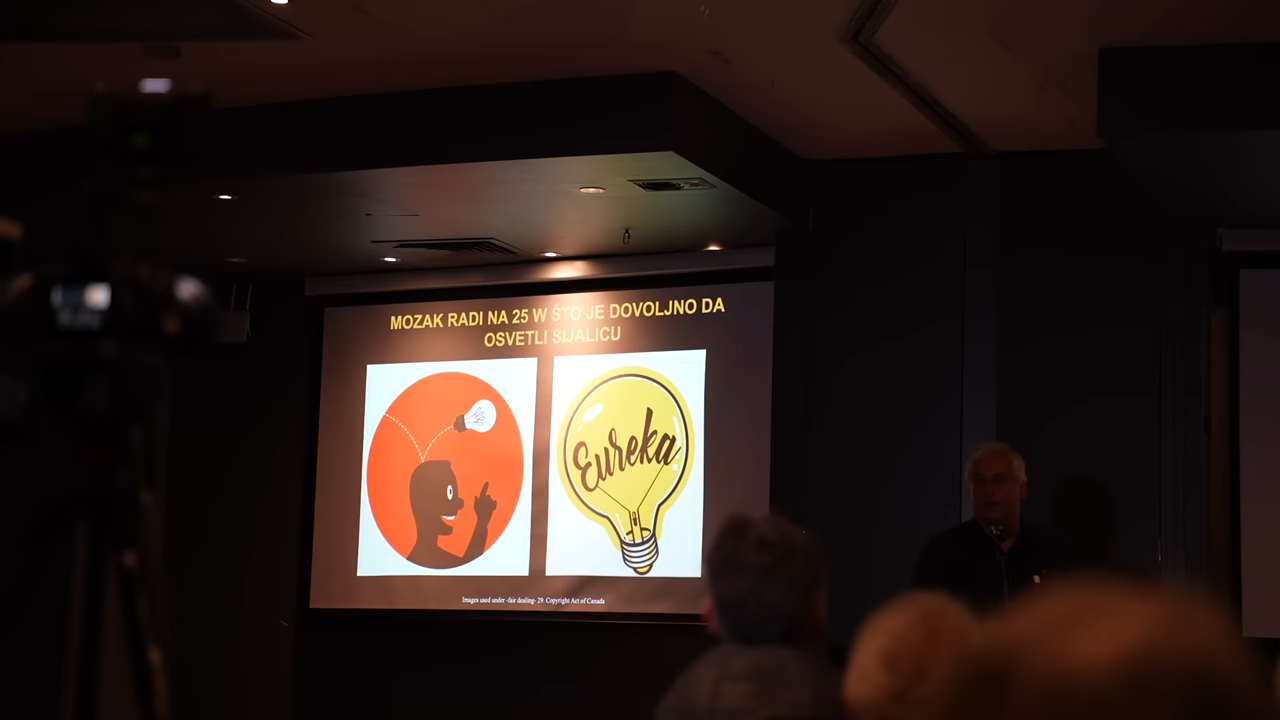 MOZAK RADI NA 25 W ŠTO JE DOVOLJNO DA
OSVETLI SIJALICU
Eureka
Images used under -fair dealing- 29. Copyright Act of Canada